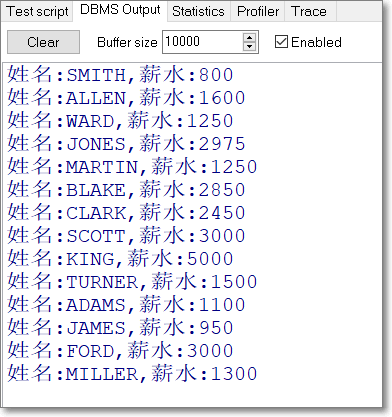 Test script DBMS Output Statistics Profiler Trace
Clear Buffer size 10000 Enabled
姓名:SMITH,薪水:800
姓名:ALLEN,薪水:1600
姓名:WARD,薪水:1250
姓名:JONES,薪水:2975
姓名:MARTIN,薪水:1250
姓名:BLAKE,薪水:2850
姓名:CLARK,薪水:2450
姓名:SCOTT,薪水:3000
姓名:KING,薪水:5000
姓名:TURNER,薪水:1500
姓名:ADAMS,薪水:1100
姓名:JAMES,薪水:950
姓名:FORD,薪水:3000
姓名:MILLER,薪水:1300